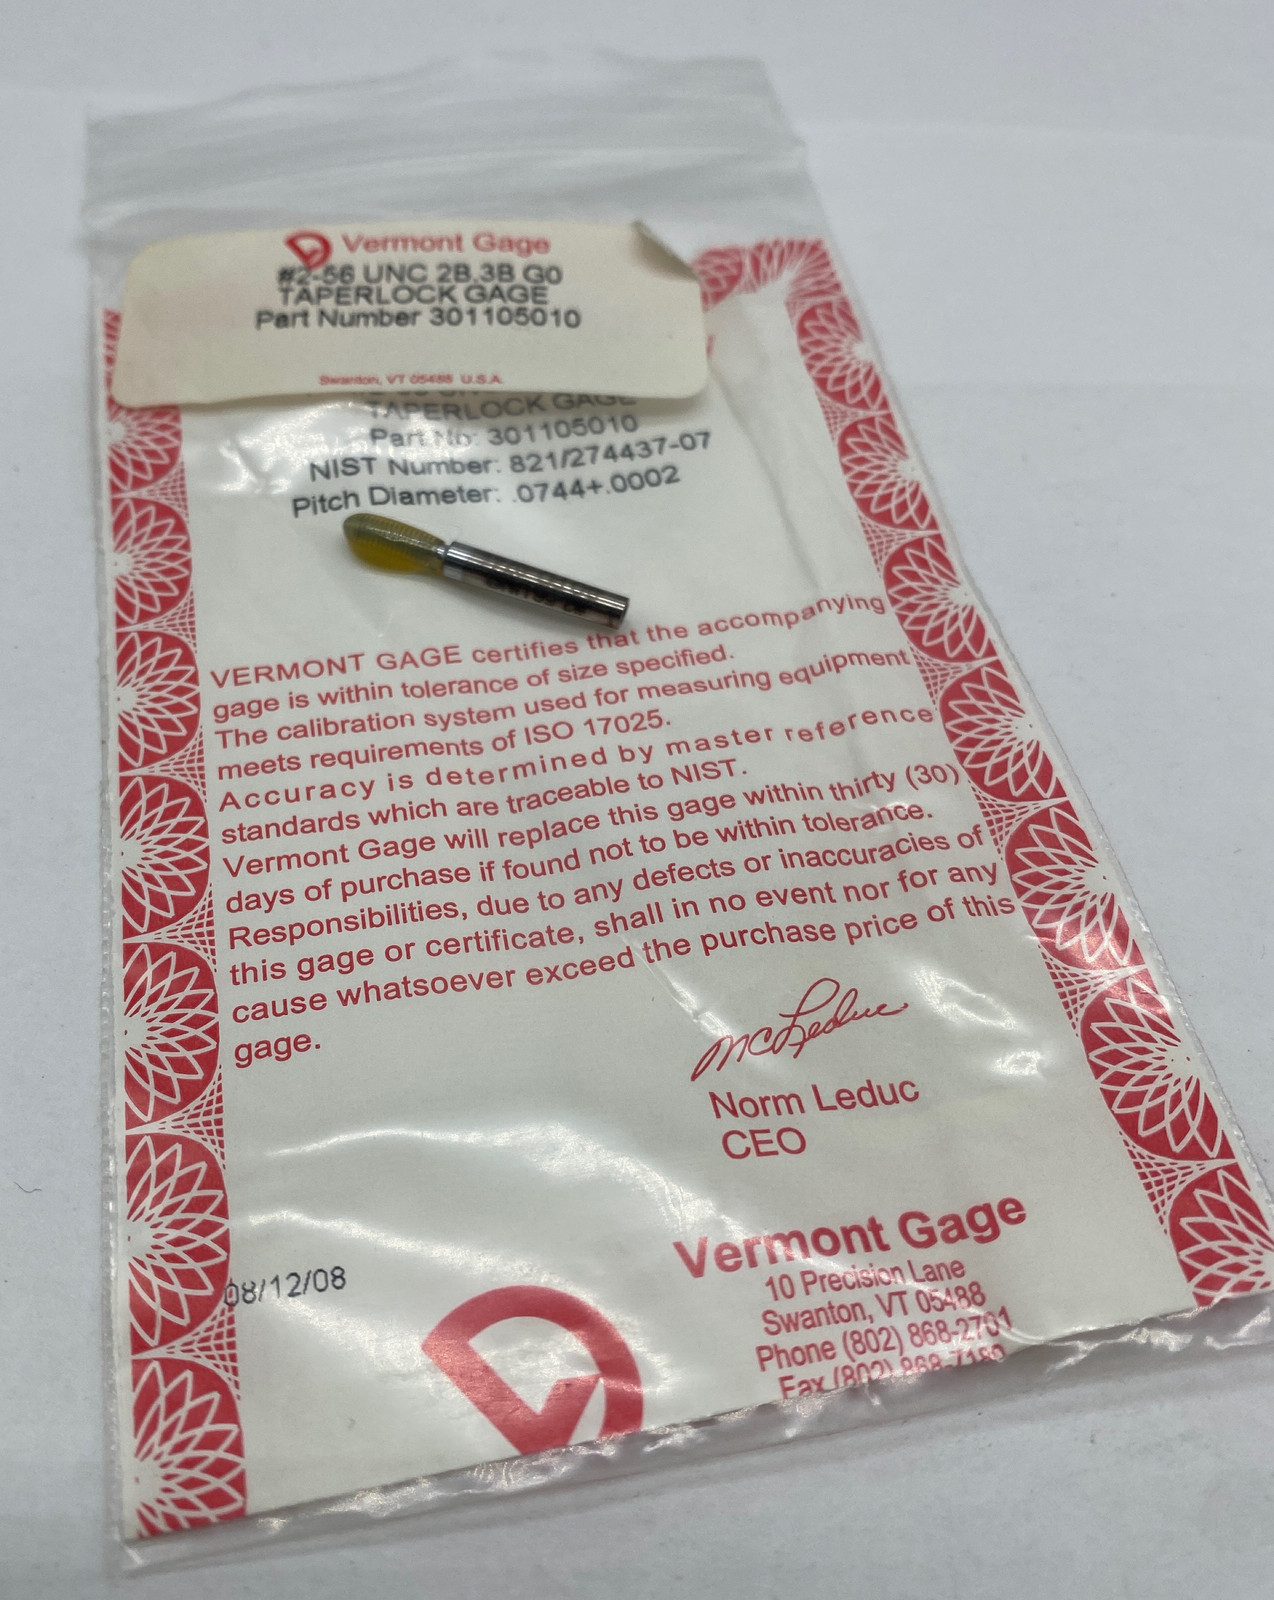 Vermont Gage
#2-56 UNC 2B,3B GO
TAPERLOCK GAGE
Part Number 301105010
Swanton, VT 05488 U.S.A.
TAPERLOCK GAGE
Part No: 301105010
NIST Number: 821/274437-07
Pitch Diameter: .0744+.0002
VERMONT GAGE certifies that the accompanying
gage is within tolerance of size specified.
The calibration system used for measuring equipment
meets requirements of ISO 17025.
Accuracy is determined by master reference
standards which are traceable to NIST.
Vermont Gage will replace this gage within thirty (30)
days of purchase if found not to be within tolerance.
Responsibilities, due to any defects or inaccuracies of
this gage or certificate, shall in no event nor for any
cause whatsoever exceed the purchase price of this
gage.
Norm Leduc
CEO
08/12/08
Vermont Gage
10 Precision Lane
Swanton, VT 05488
Phone (802) 868-2701
Fax (802) 868-7180